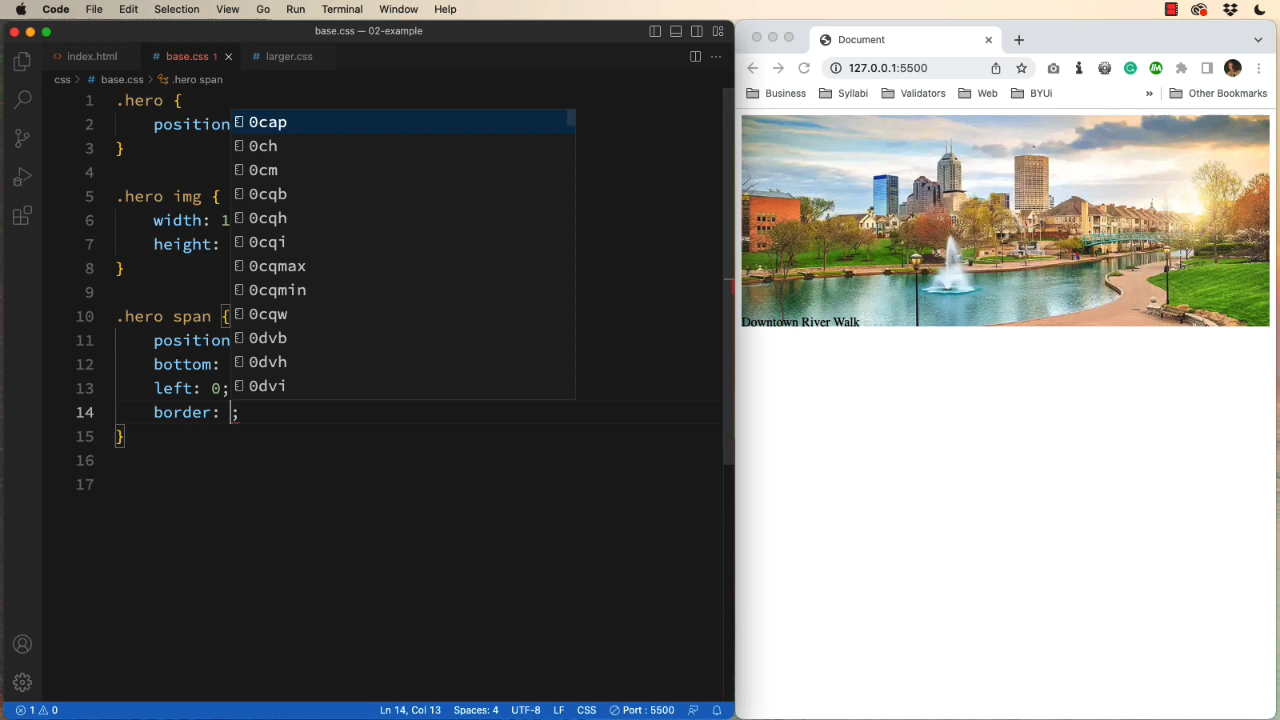 Code File Edit Selection View Go Run Terminal Window Help
base.css — 02-example
index.html # base.css 1 # larger.css
css > # base.css > .hero span
1 .hero {
2 position
3 }
4
5 .hero img {
6 width: 1
7 height:
8 }
9
10 .hero span {
11 position
12 bottom:
13 left: 0;
14 border: ;
15 }
16
17
0cap
0ch
0cm
0cqb
0cqh
0cqi
0cqmax
0cqmin
0cqw
0dvb
0dvh
0dvi
1 0
Ln 14, Col 13 Spaces: 4 UTF-8 LF CSS Port : 5500
Document
127.0.0.1:5500
Business Syllabi Validators Web BYUi » Other Bookmarks
Downtown River Walk